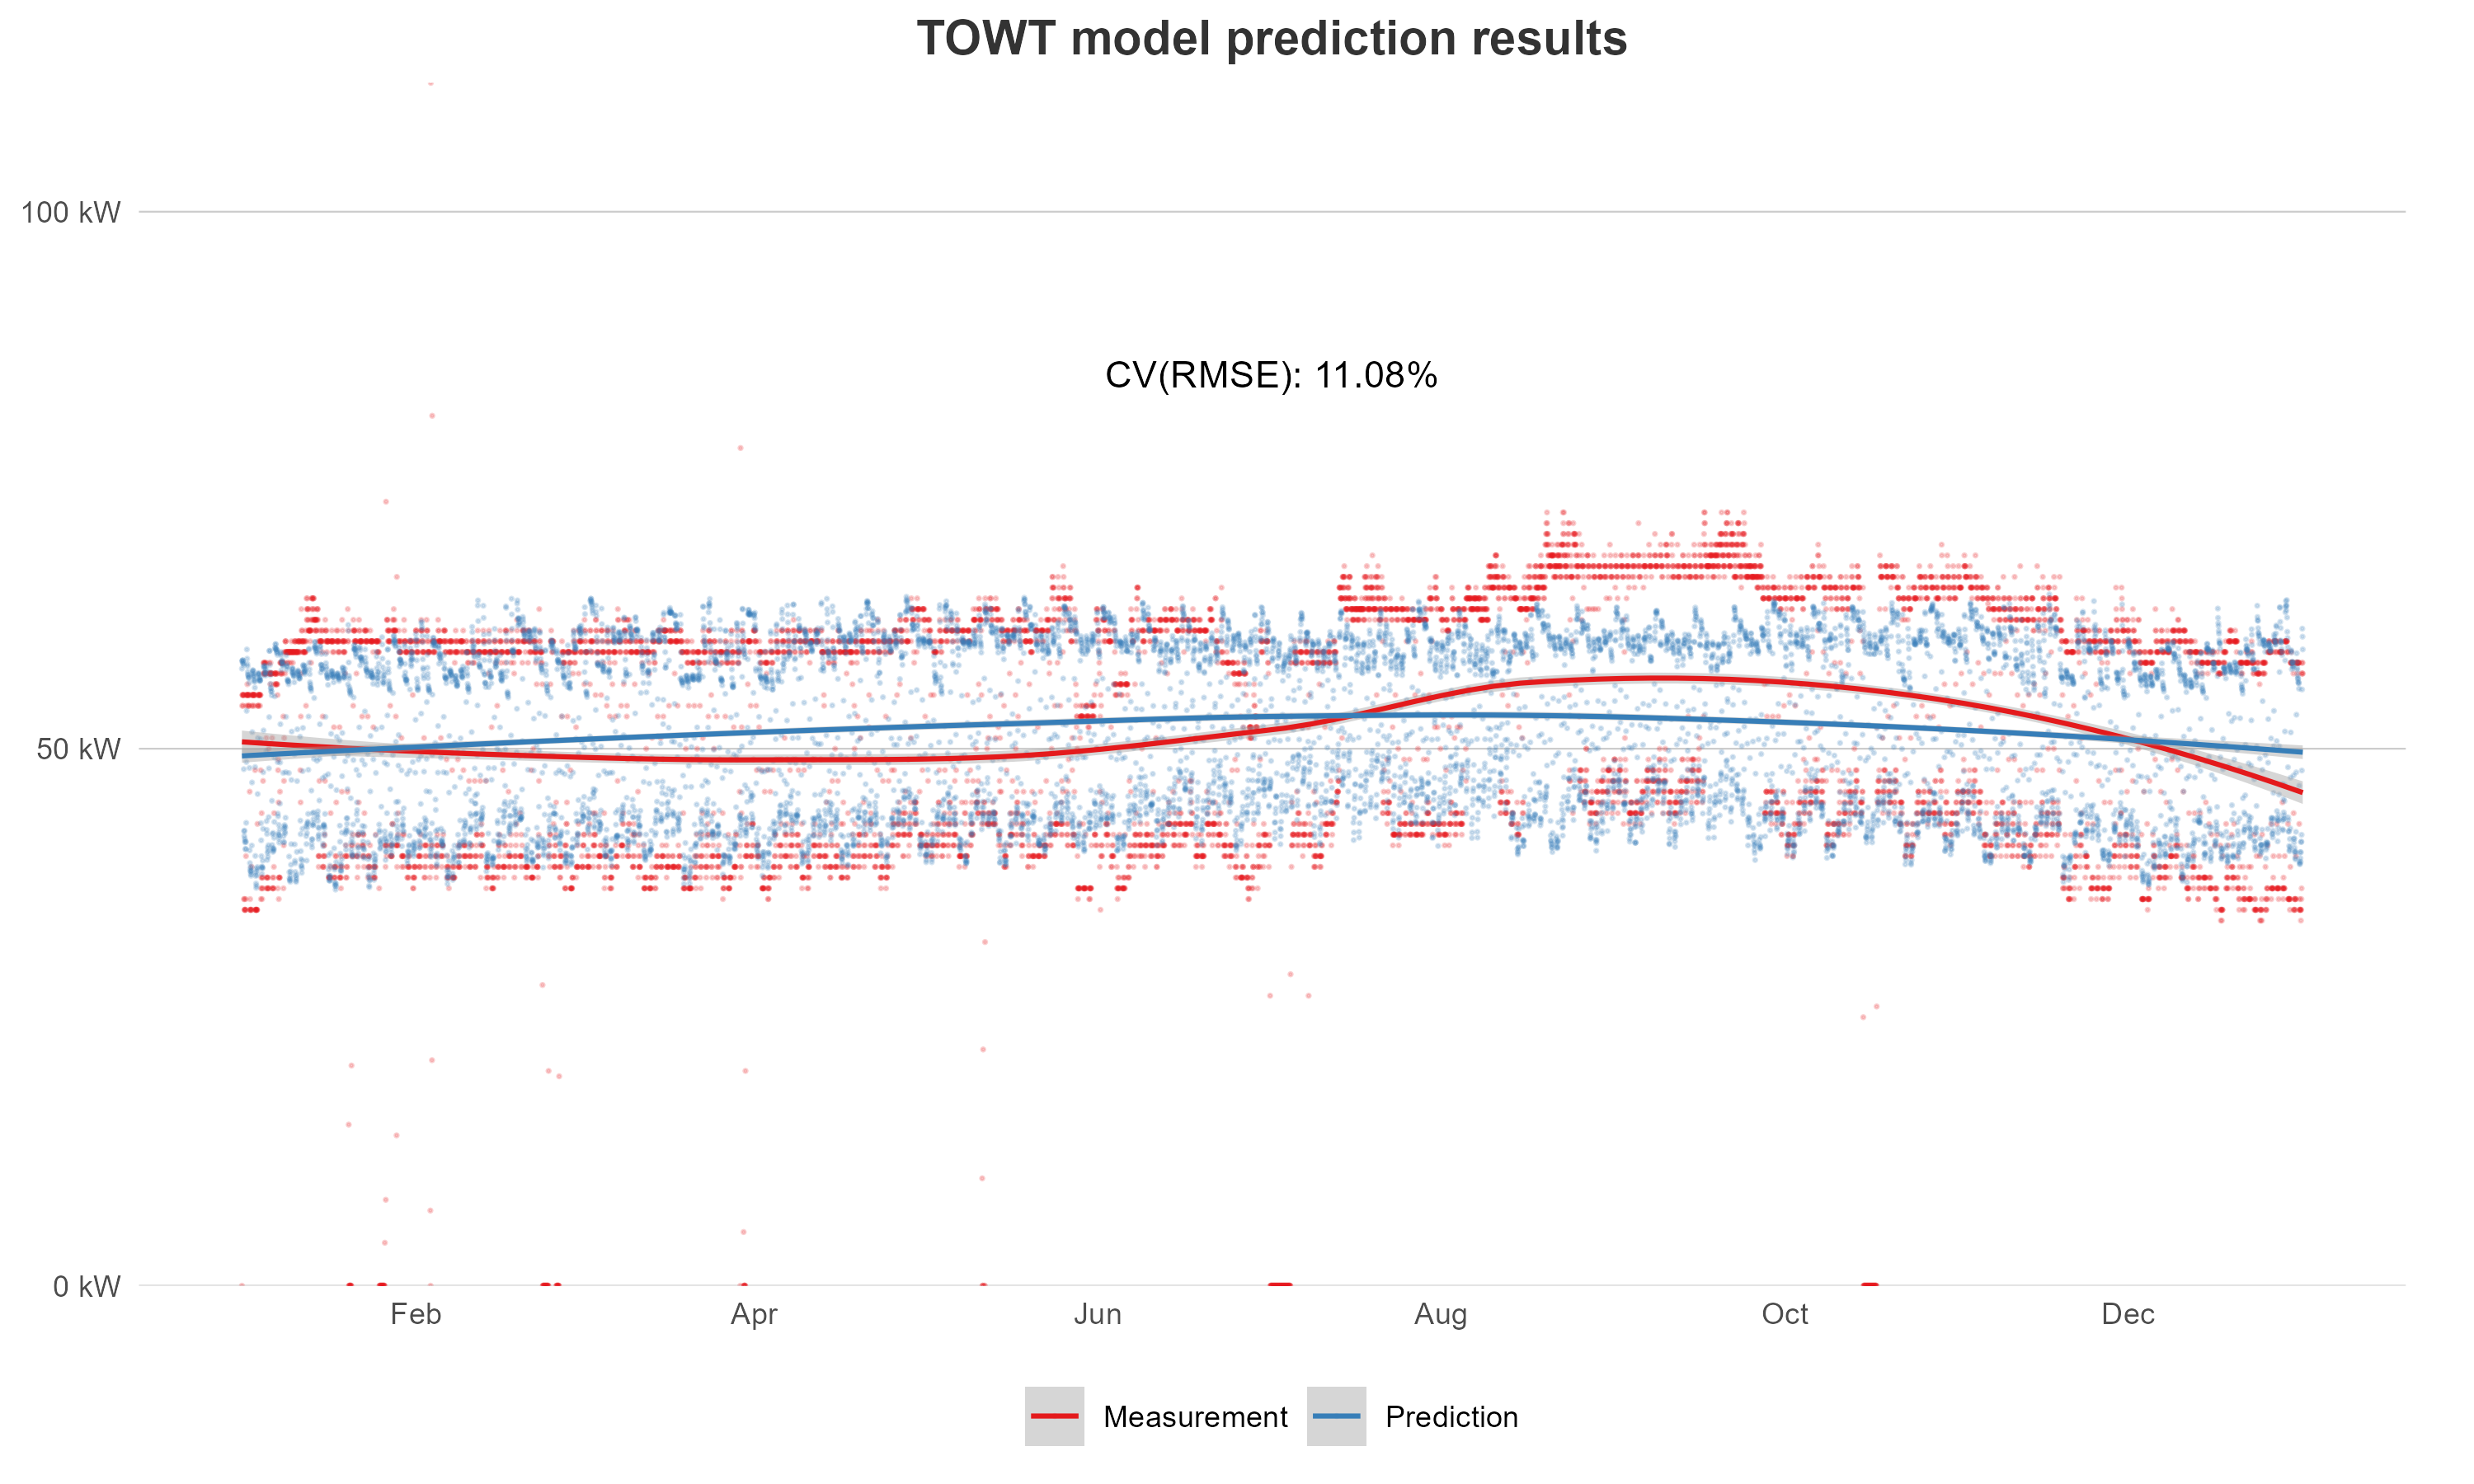 TOWT model prediction results
100 kW
CV(RMSE): 11.08%
50 kW
0 kW
Feb Apr Jun Aug Oct Dec
Measurement Prediction